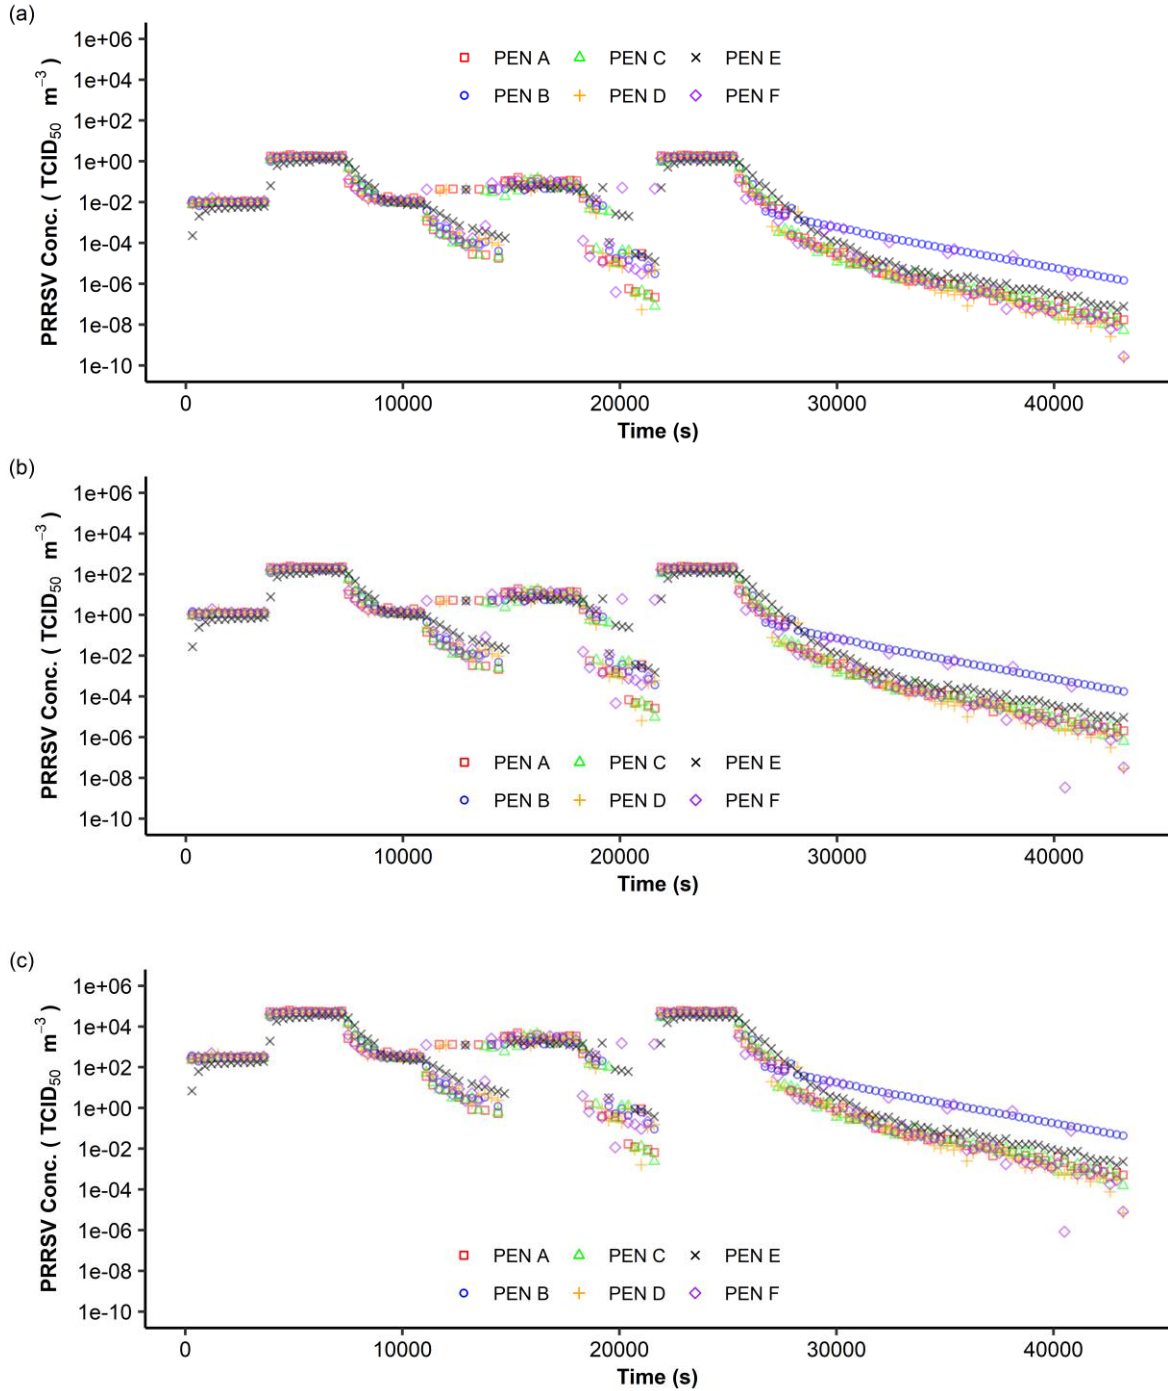 (a)
1e+06
1e+04
1e+02
1e+00
1e-02
1e-04
1e-06
1e-08
1e-10
PRRSV Conc. ( TCID50 m−3 )
PEN A PEN C PEN E
PEN B PEN D PEN F
0 10000 20000 30000 40000
Time (s)
(b)
1e+06
1e+04
1e+02
1e+00
1e-02
1e-04
1e-06
1e-08
1e-10
PRRSV Conc. ( TCID50 m−3 )
PEN A PEN C PEN E
PEN B PEN D PEN F
0 10000 20000 30000 40000
Time (s)
(c)
1e+06
1e+04
1e+02
1e+00
1e-02
1e-04
1e-06
1e-08
1e-10
PRRSV Conc. ( TCID50 m−3 )
PEN A PEN C PEN E
PEN B PEN D PEN F
0 10000 20000 30000 40000
Time (s)